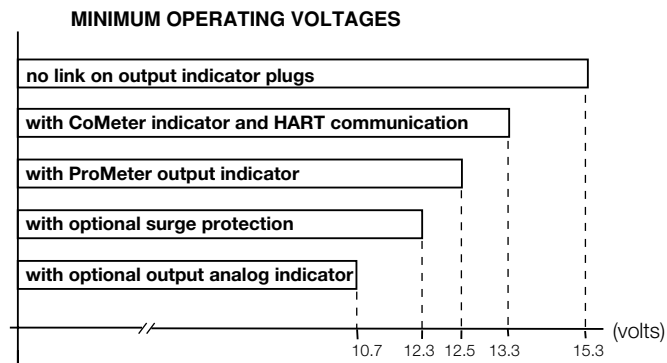 MINIMUM OPERATING VOLTAGES
no link on output indicator plugs
with CoMeter indicator and HART communication
with ProMeter output indicator
with optional surge protection
with optional output analog indicator
(volts)
10.7 12.3 12.5 13.3 15.3